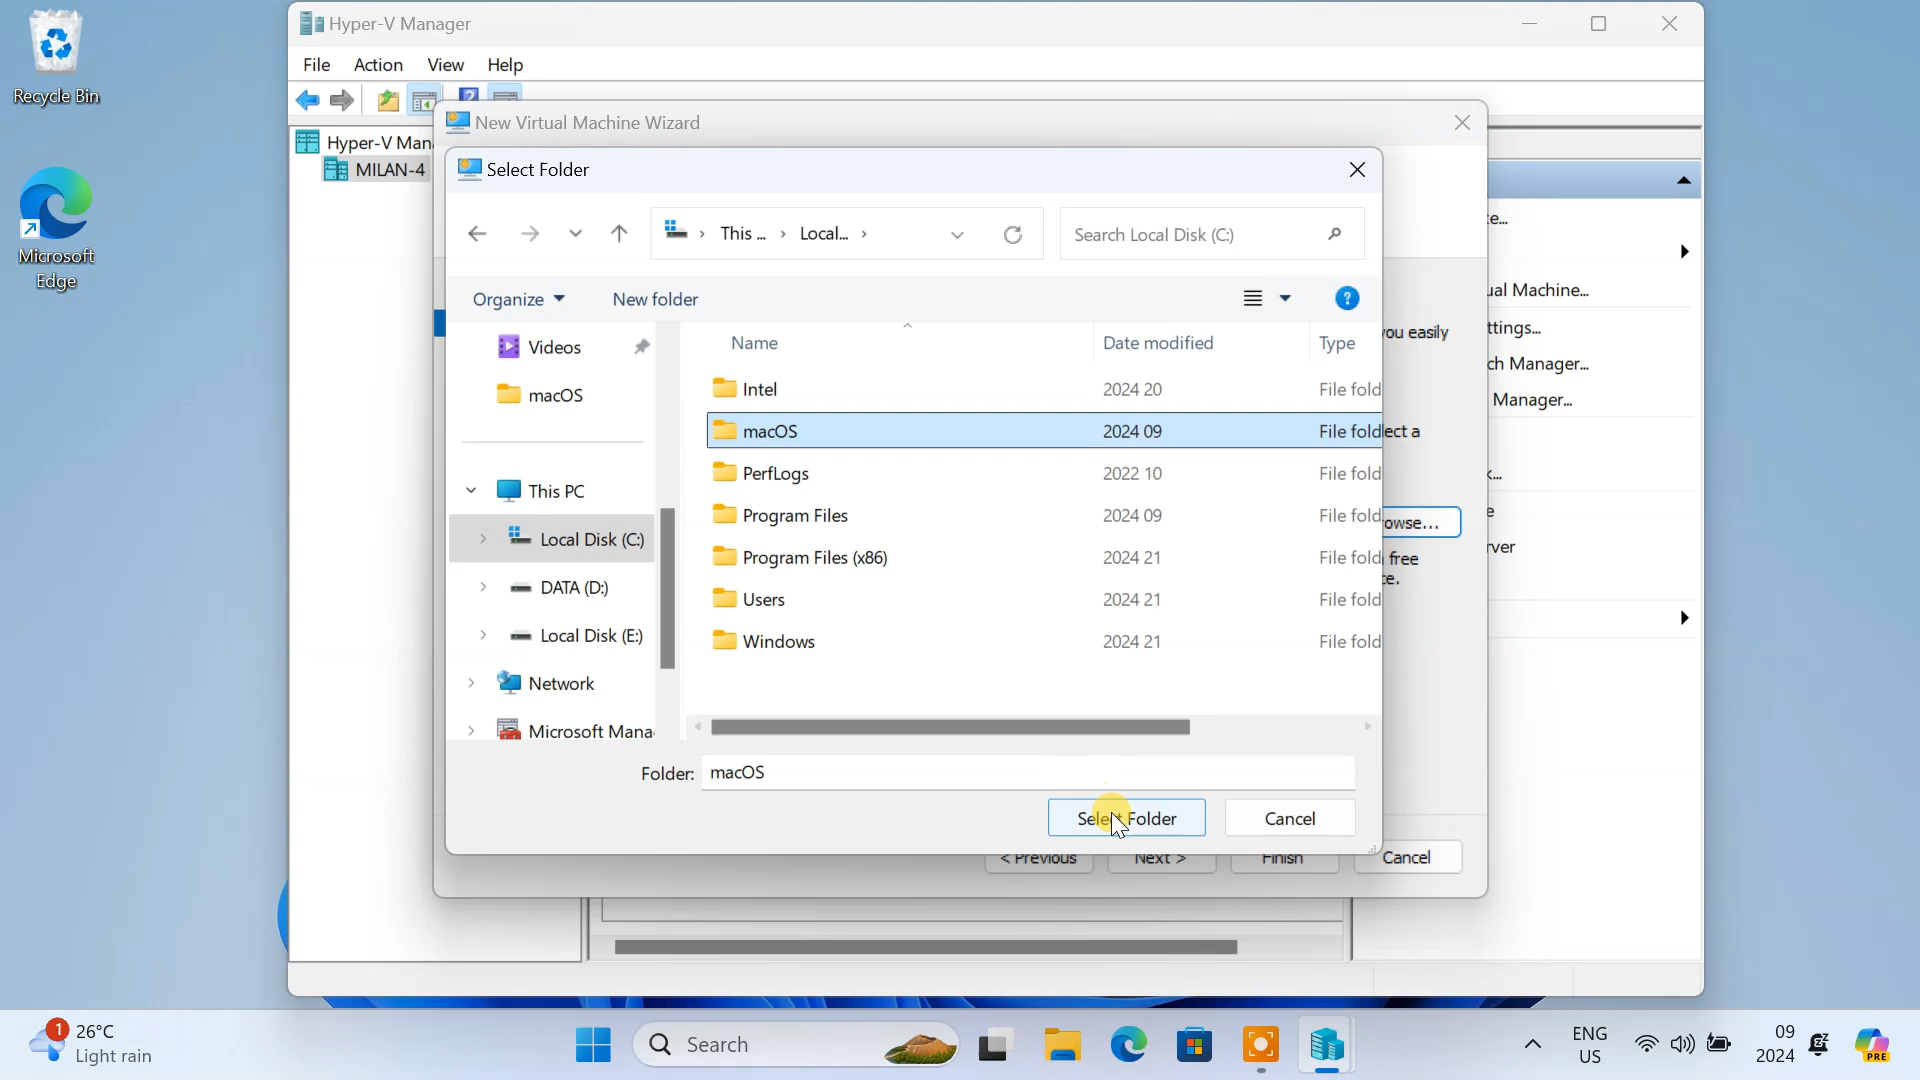 Recycle Bin
Microsoft
Edge
Hyper-V Manager
File Action View Help
Hyper-V Man
MILAN-4
New Virtual Machine Wizard
Select Folder
This ... Local...
Search Local Disk (C:)
Organize New folder
Videos
macOS
This PC
Local Disk (C:)
DATA (D:)
Local Disk (E:)
Network
Microsoft Mana
Name Date modified Type
Intel 2024 20 File fold
macOS 2024 09 File fold
PerfLogs 2022 10 File fold
Program Files 2024 09 File fold
Program Files (x86) 2024 21 File fold
Users 2024 21 File fold
Windows 2024 21 File fold
Folder: macOS
Select Folder Cancel
you easily
ect a
owse...
free
ce.
< Previous Next > Finish Cancel
te...
ual Machine...
ttings...
ch Manager...
Manager...
k...
e
rver
1
26°C
Light rain
Search
ENG
US
09
2024
PRE